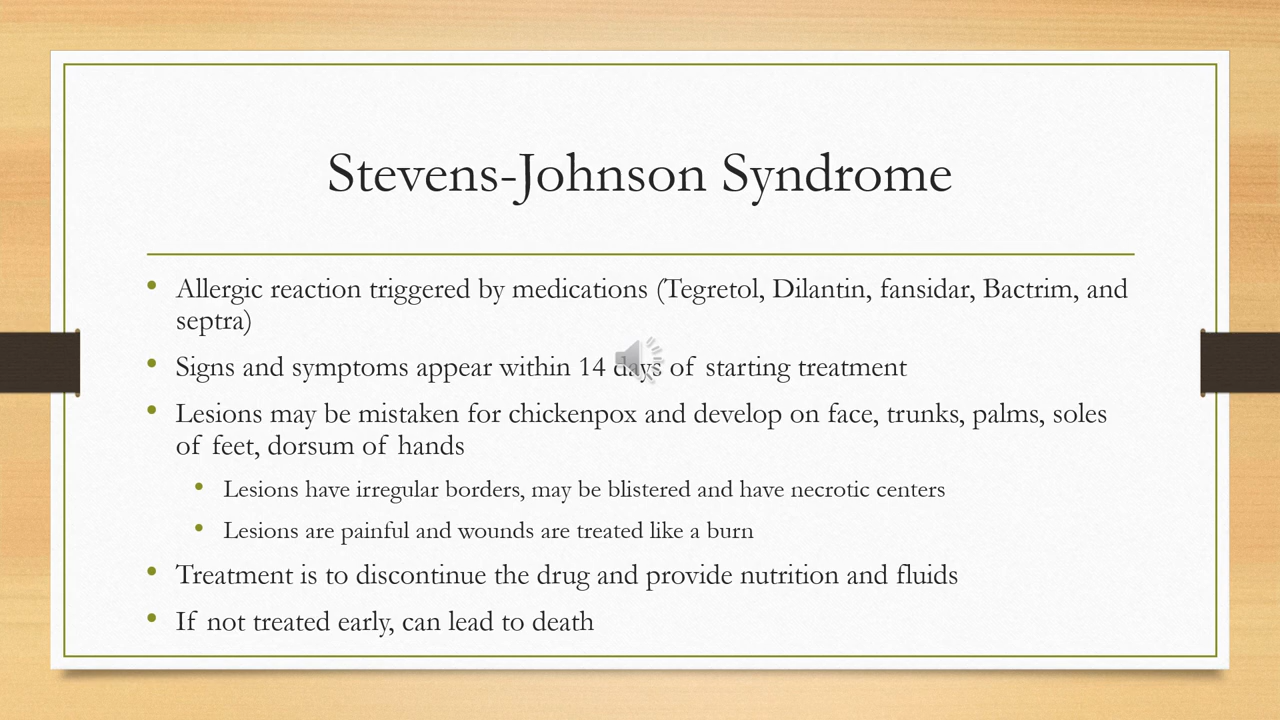 Stevens-Johnson Syndrome
• Allergic reaction triggered by medications (Tegretol, Dilantin, fansidar, Bactrim, and
septra)
• Signs and symptoms appear within 14 days of starting treatment
• Lesions may be mistaken for chickenpox and develop on face, trunks, palms, soles
of feet, dorsum of hands
• Lesions have irregular borders, may be blistered and have necrotic centers
• Lesions are painful and wounds are treated like a burn
• Treatment is to discontinue the drug and provide nutrition and fluids
• If not treated early, can lead to death